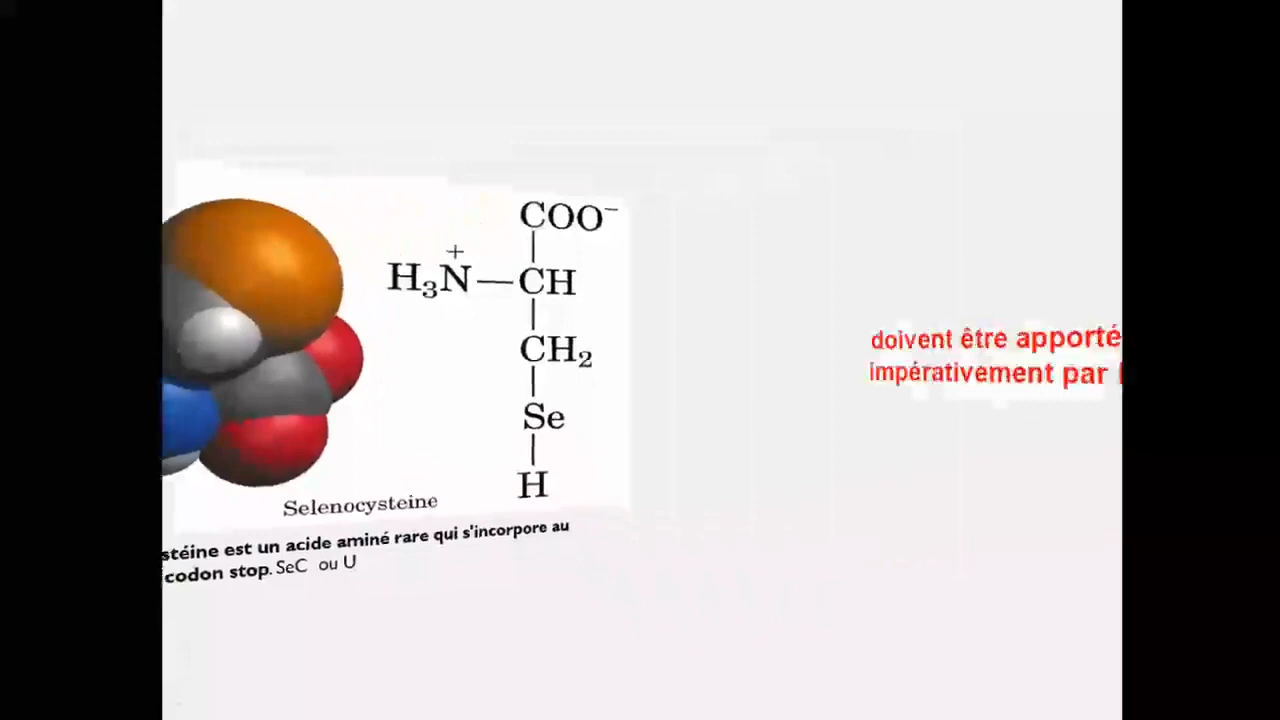 COO⁻
H₃N⁺—CH
CH₂
Se
H
Selenocysteine
stéine est un acide aminé rare qui s'incorpore au
codon stop. SeC ou U
doivent être apporté
impérativement par